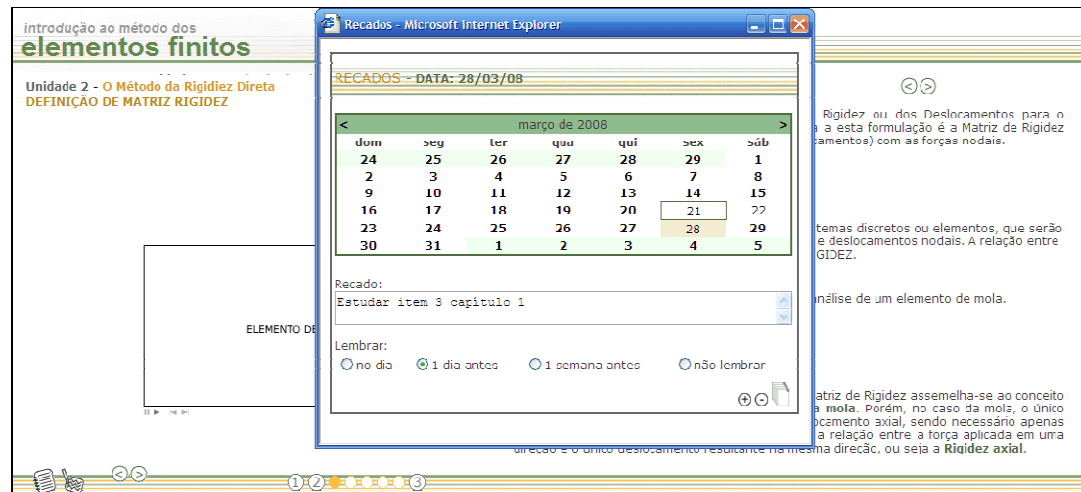 introdução ao método dos
elementos finitos
Unidade 2 - O Método da Rigidiez Direta
DEFINIÇÃO DE MATRIZ RIGIDEZ
ELEMENTO DE
Recados - Microsoft Internet Explorer
RECADOS - DATA: 28/03/08
< março de 2008 >
dom seg ter qua qui sex sáb
24 25 26 27 28 29 1
2 3 4 5 6 7 8
9 10 11 12 13 14 15
16 17 18 19 20 21 22
23 24 25 26 27 28 29
30 31 1 2 3 4 5
Recado:
Estudar item 3 capítulo 1
Lembrar:
no dia 1 dia antes 1 semana antes não lembrar
Rigidez ou dos Deslocamentos para o
a esta formulação é a Matriz de Rigidez
camentos) com as forças nodais.
temas discretos ou elementos, que serão
e deslocamentos nodais. A relação entre
GIDEZ.
nálise de um elemento de mola.
atriz de Rigidez assemelha-se ao conceito
a mola. Porém, no caso da mola, o único
ocamento axial, sendo necessário apenas
a relação entre a força aplicada em uma
direção e o único deslocamento resultante na mesma direção, ou seja a Rigidez axial.
1 2 3